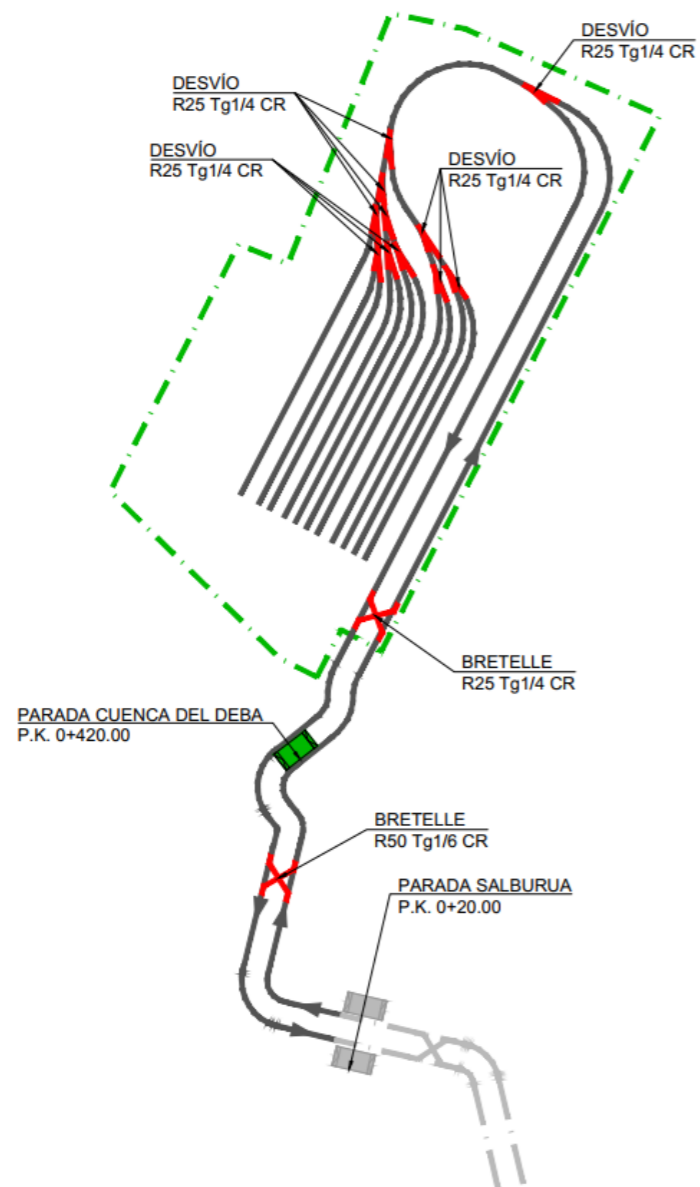 DESVÍO
R25 Tg1/4 CR
DESVÍO
R25 Tg1/4 CR
DESVÍO
R25 Tg1/4 CR
DESVÍO
R25 Tg1/4 CR
BRETELLE
R25 Tg1/4 CR
PARADA CUENCA DEL DEBA
P.K. 0+420.00
BRETELLE
R50 Tg1/6 CR
PARADA SALBURUA
P.K. 0+20.00